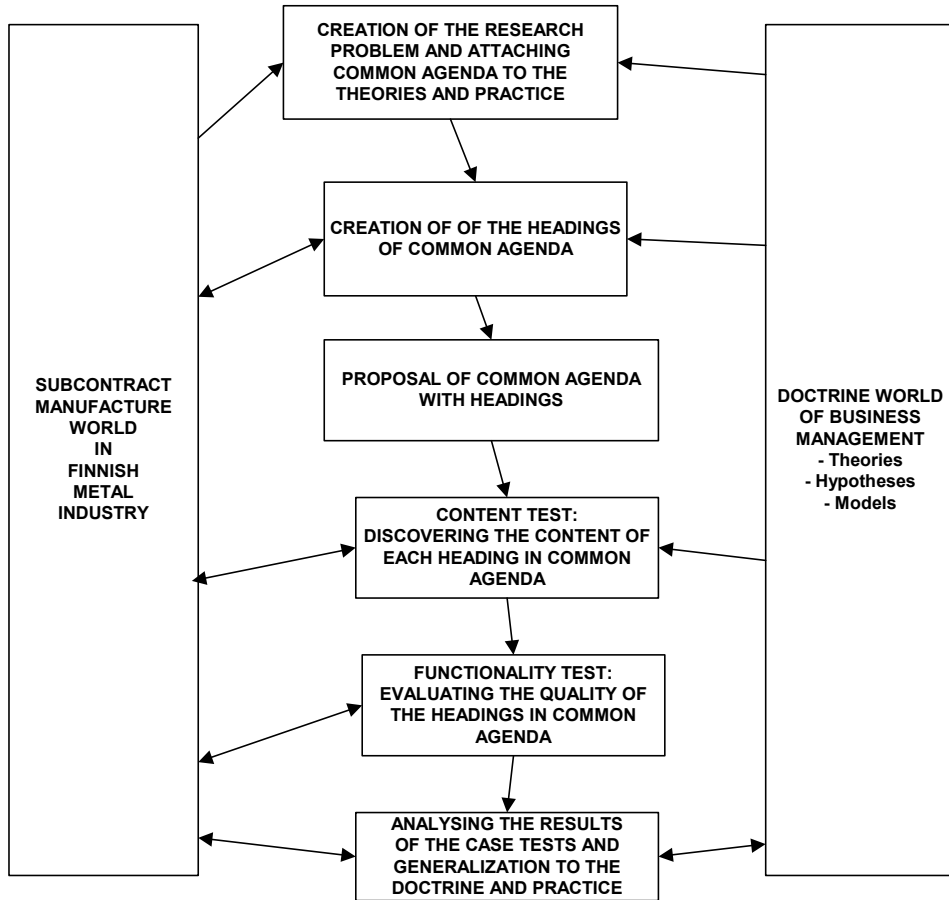 CREATION OF THE RESEARCH
PROBLEM AND ATTACHING
COMMON AGENDA TO THE
THEORIES AND PRACTICE
CREATION OF OF THE HEADINGS
OF COMMON AGENDA
PROPOSAL OF COMMON AGENDA
WITH HEADINGS
SUBCONTRACT
MANUFACTURE
WORLD
IN
FINNISH
METAL
INDUSTRY
DOCTRINE WORLD
OF BUSINESS
MANAGEMENT
- Theories
- Hypotheses
- Models
CONTENT TEST:
DISCOVERING THE CONTENT OF
EACH HEADING IN COMMON
AGENDA
FUNCTIONALITY TEST:
EVALUATING THE QUALITY OF
THE HEADINGS IN COMMON
AGENDA
ANALYSING THE RESULTS
OF THE CASE TESTS AND
GENERALIZATION TO THE
DOCTRINE AND PRACTICE